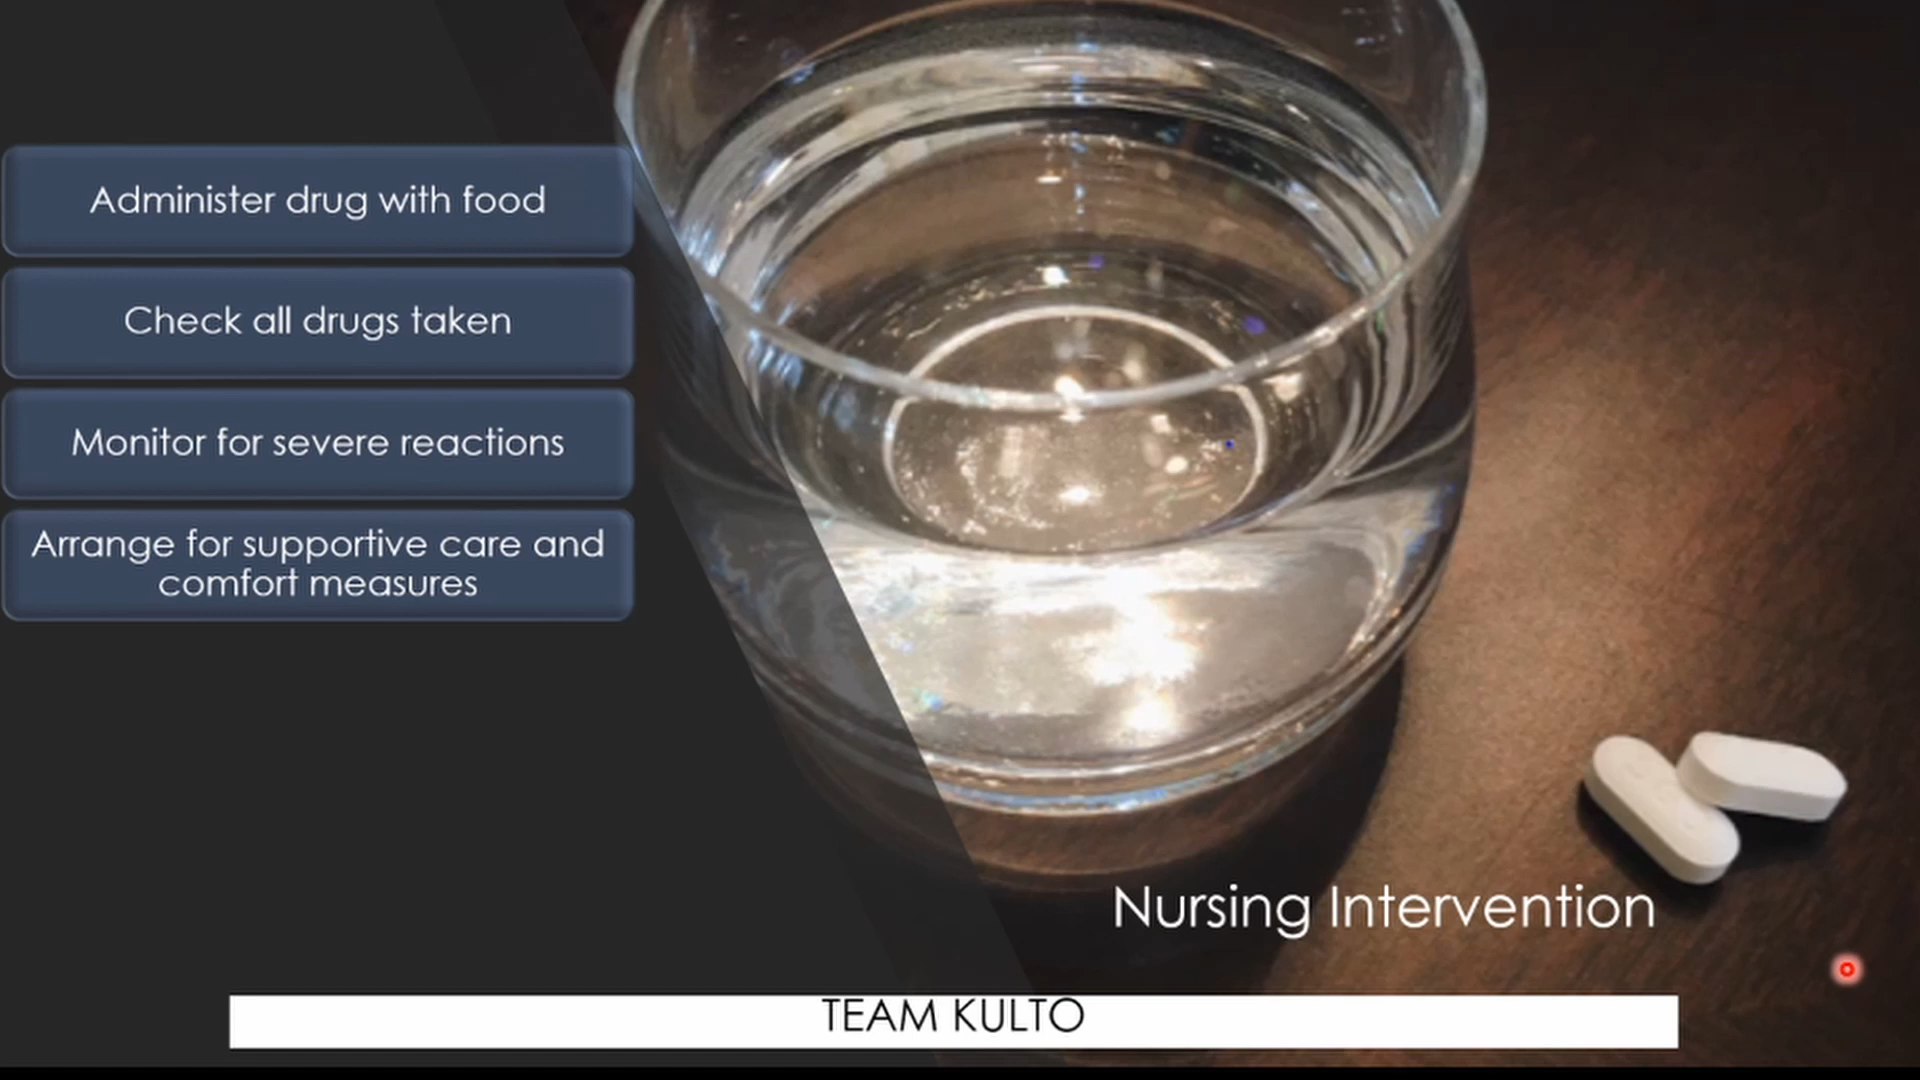 Administer drug with food
Check all drugs taken
Monitor for severe reactions
Arrange for supportive care and
comfort measures
Nursing Intervention
TEAM KULTO